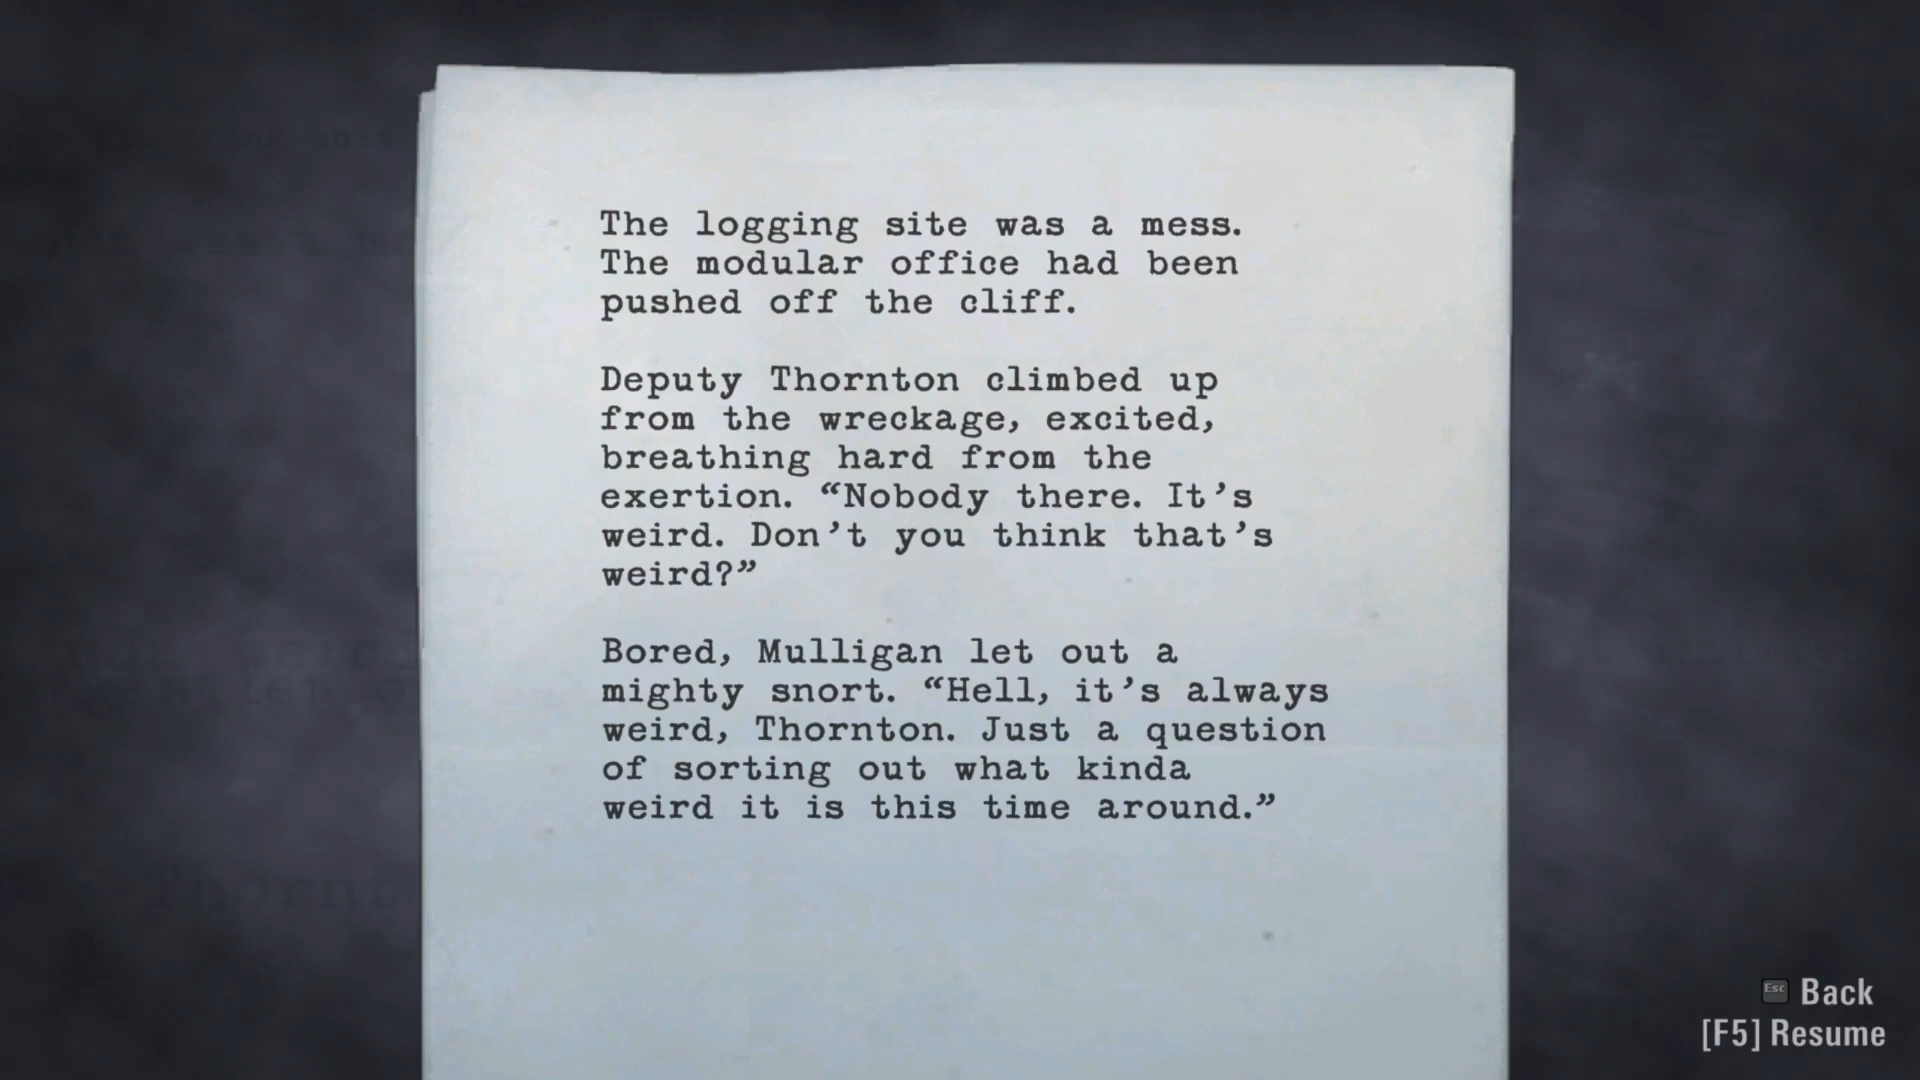 The logging site was a mess.
The modular office had been
pushed off the cliff.
Deputy Thornton climbed up
from the wreckage, excited,
breathing hard from the
exertion. “Nobody there. It’s
weird. Don’t you think that’s
weird?”
Bored, Mulligan let out a
mighty snort. “Hell, it’s always
weird, Thornton. Just a question
of sorting out what kinda
weird it is this time around.”
Esc Back
[F5] Resume